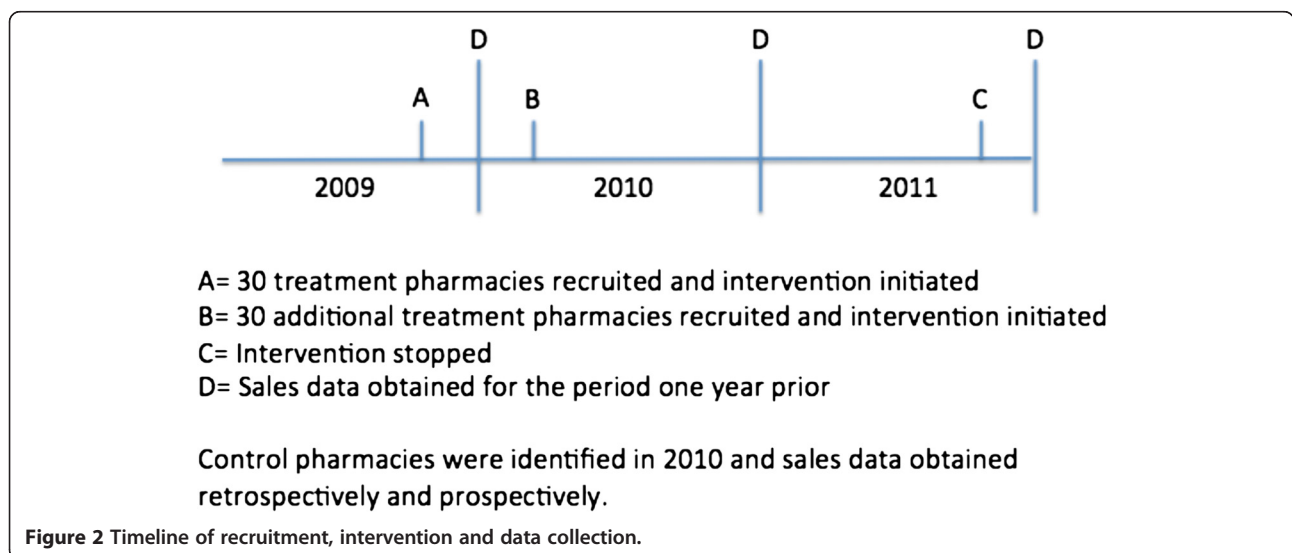 D D D
A B C
2009 2010 2011
A= 30 treatment pharmacies recruited and intervention initiated
B= 30 additional treatment pharmacies recruited and intervention initiated
C= Intervention stopped
D= Sales data obtained for the period one year prior
Control pharmacies were identified in 2010 and sales data obtained
retrospectively and prospectively.
Figure 2 Timeline of recruitment, intervention and data collection.